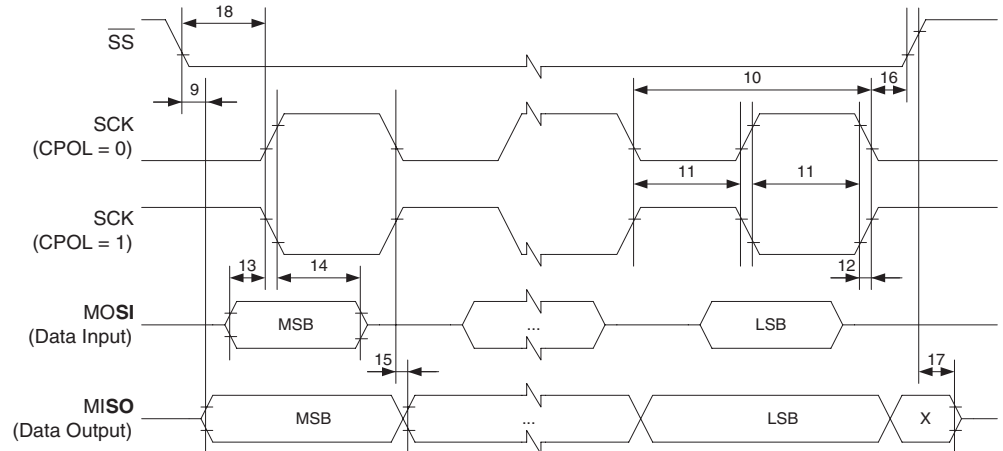 18
SS
9
10
16
SCK
(CPOL = 0)
11
11
SCK
(CPOL = 1)
13
14
12
MOSI
(Data Input)
MSB
...
LSB
15
17
MISO
(Data Output)
MSB
...
LSB
X